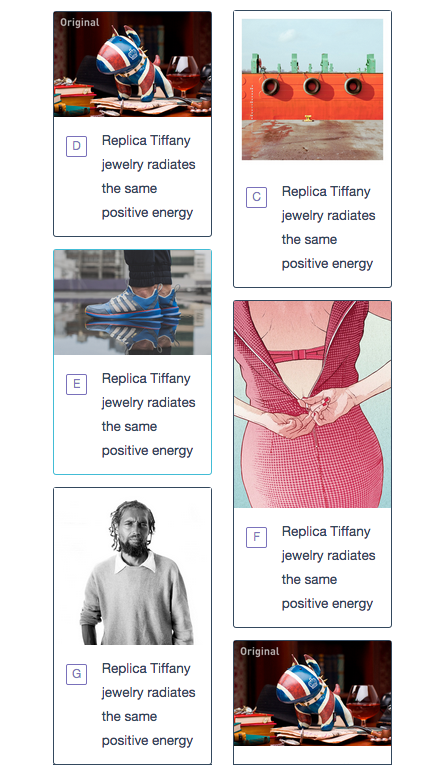 Original
D
Replica Tiffany
jewelry radiates
the same
positive energy
E
Replica Tiffany
jewelry radiates
the same
positive energy
G
Replica Tiffany
jewelry radiates
the same
positive energy
C
Replica Tiffany
jewelry radiates
the same
positive energy
F
Replica Tiffany
jewelry radiates
the same
positive energy
Original